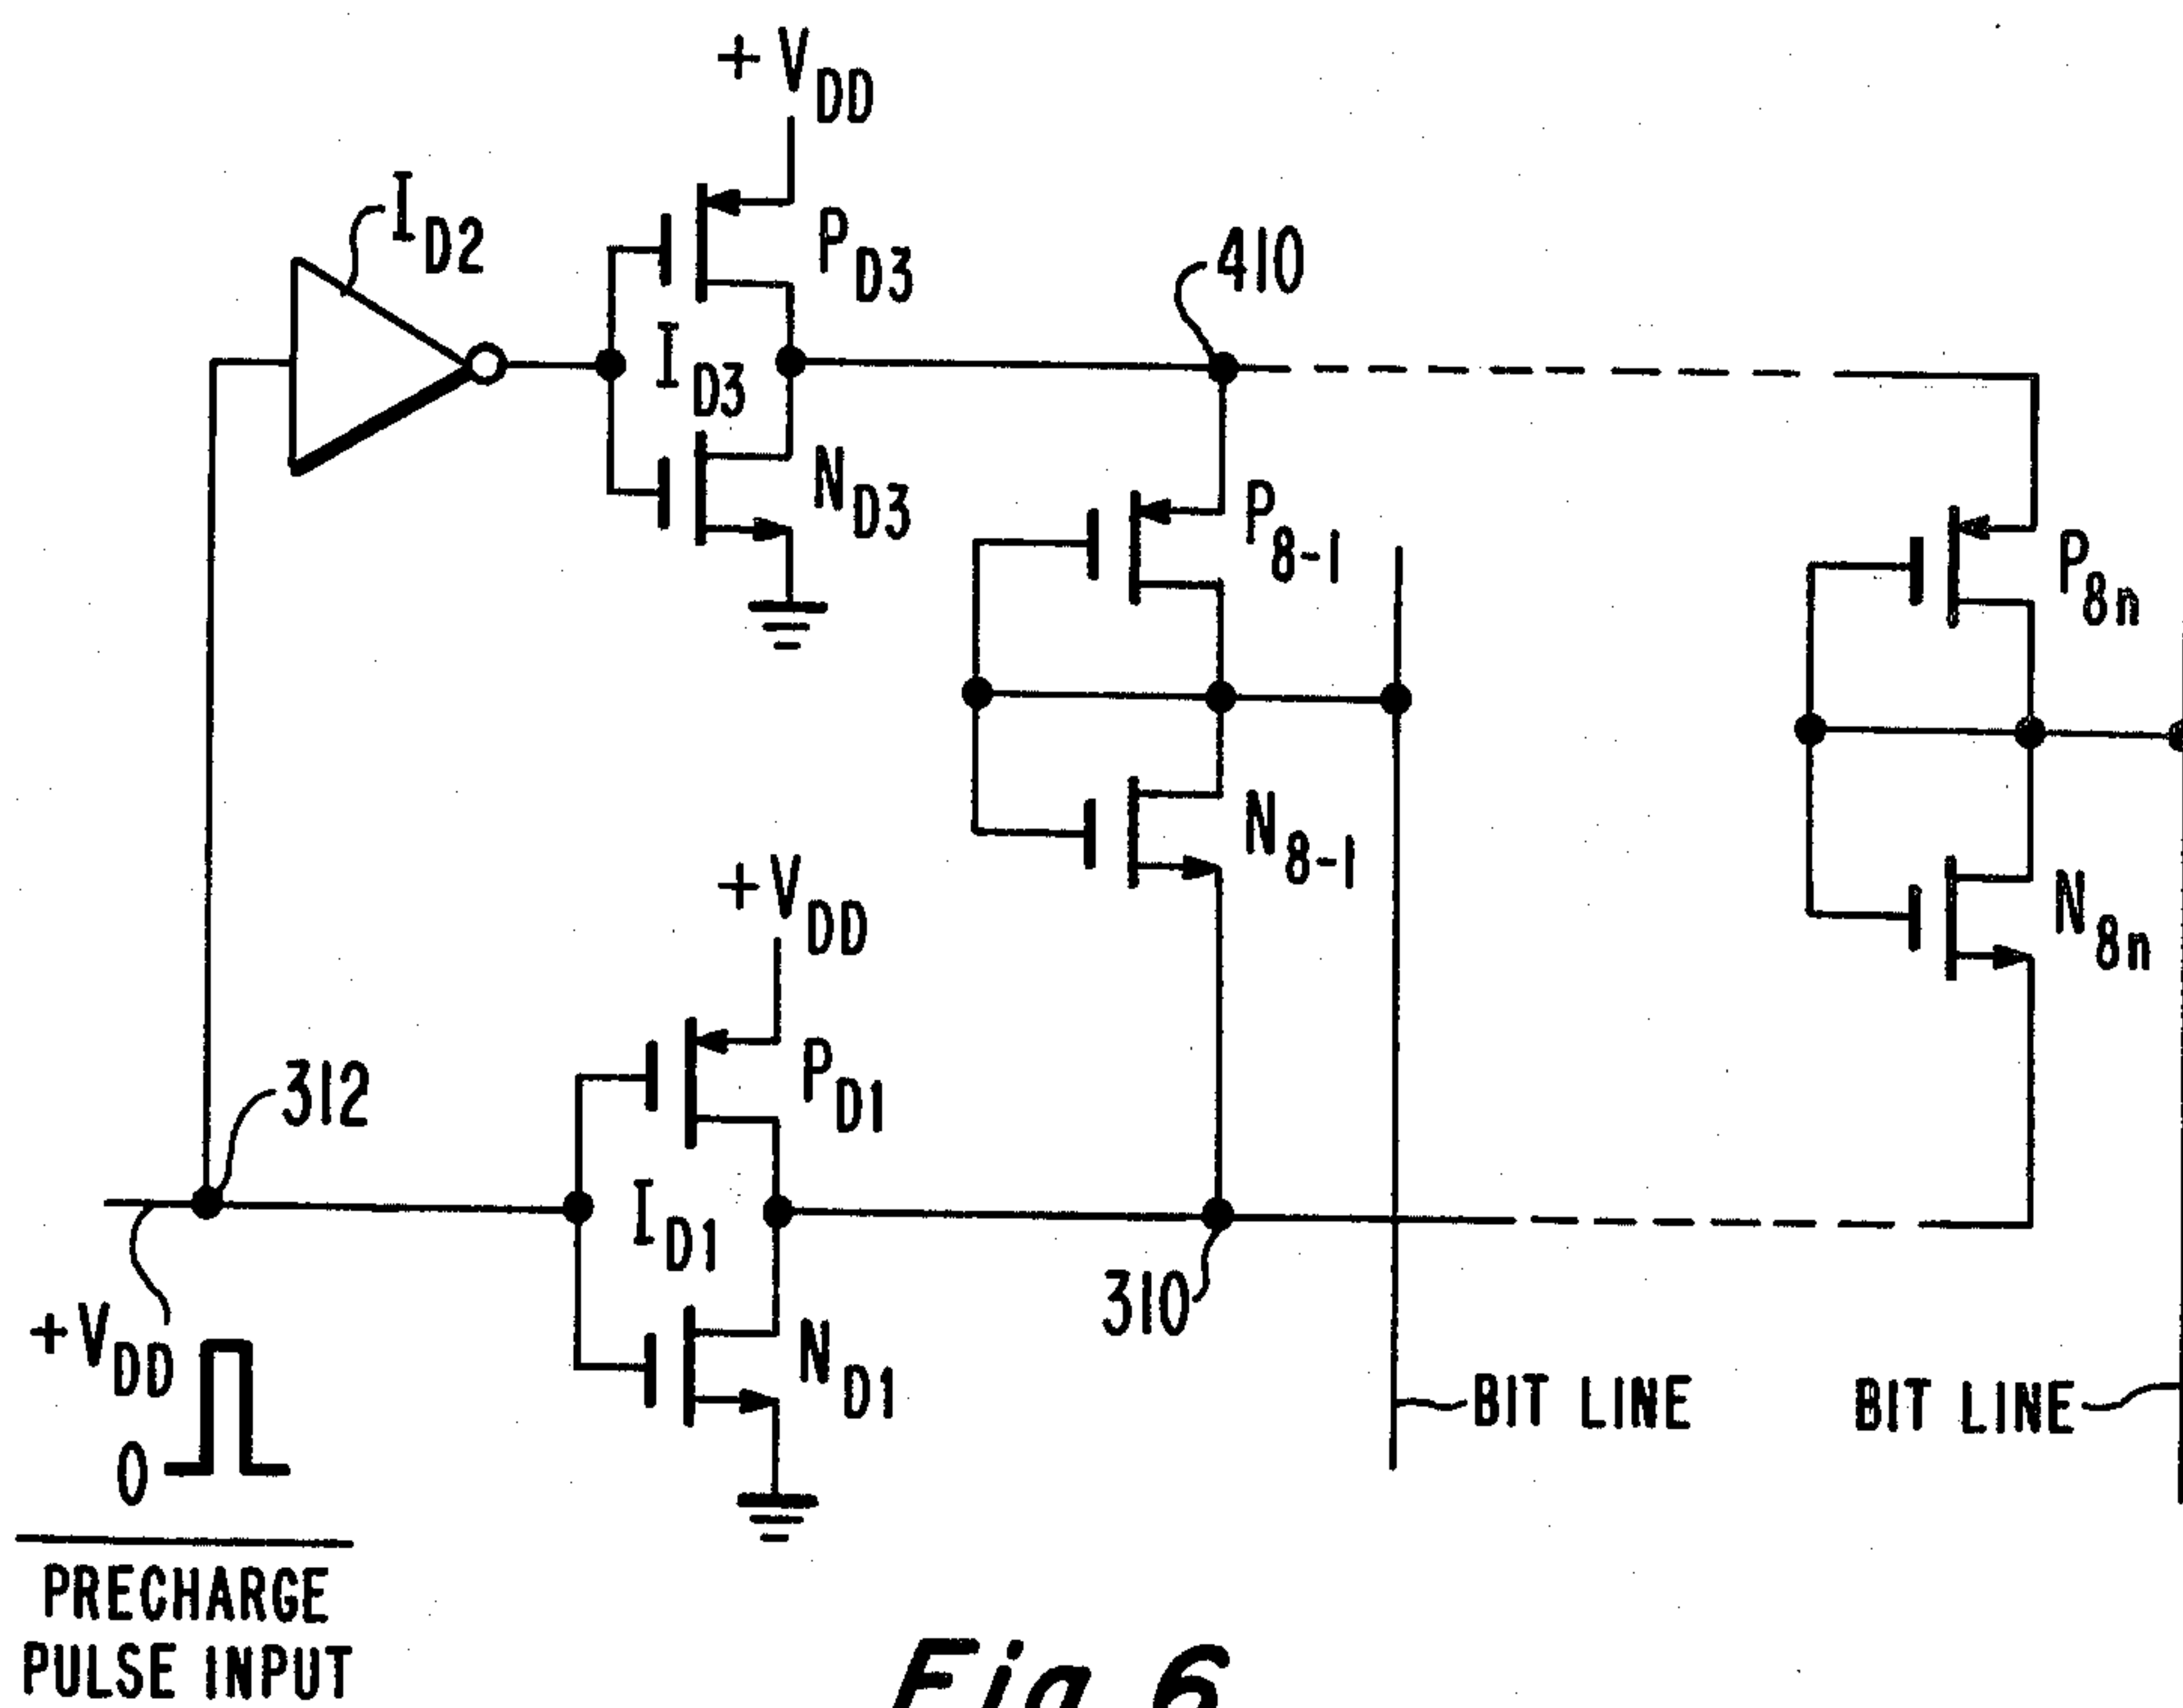 +VDD
ID2
PD3
410
ID3
ND3
P8-1
P8n
+VDD
N8-1
N8n
PD1
312
ID1
310
+VDD
ND1
BIT LINE
BIT LINE
0
PRECHARGE
PULSE INPUT
Fig. 6